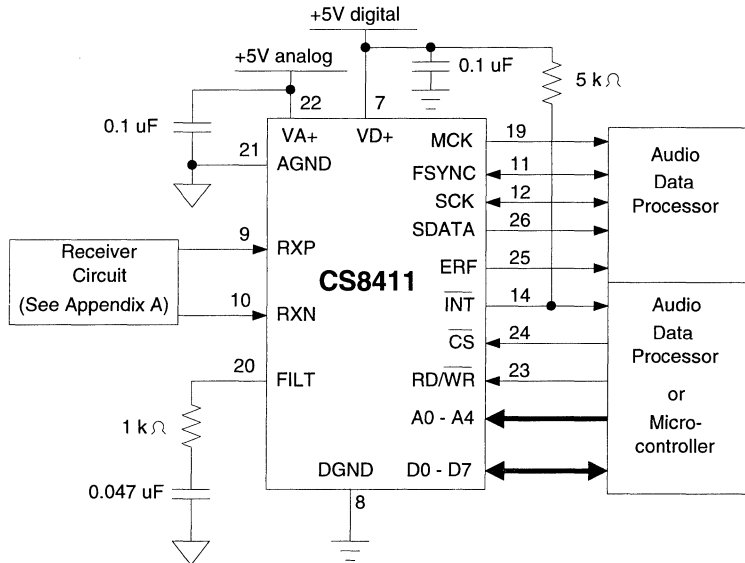 +5V digital
+5V analog
0.1 uF
5 kΩ
22
7
0.1 uF
VA+
VD+
MCK
19
21
AGND
FSYNC
11
SCK
12
SDATA
26
Audio
Data
Processor
9
RXP
Receiver
Circuit
(See Appendix A)
ERF
25
CS8411
10
RXN
INT
14
CS
24
20
FILT
RD/WR
23
A0 - A4
Audio
Data
Processor
or
Micro-
controller
1 kΩ
0.047 uF
DGND
D0 - D7
8